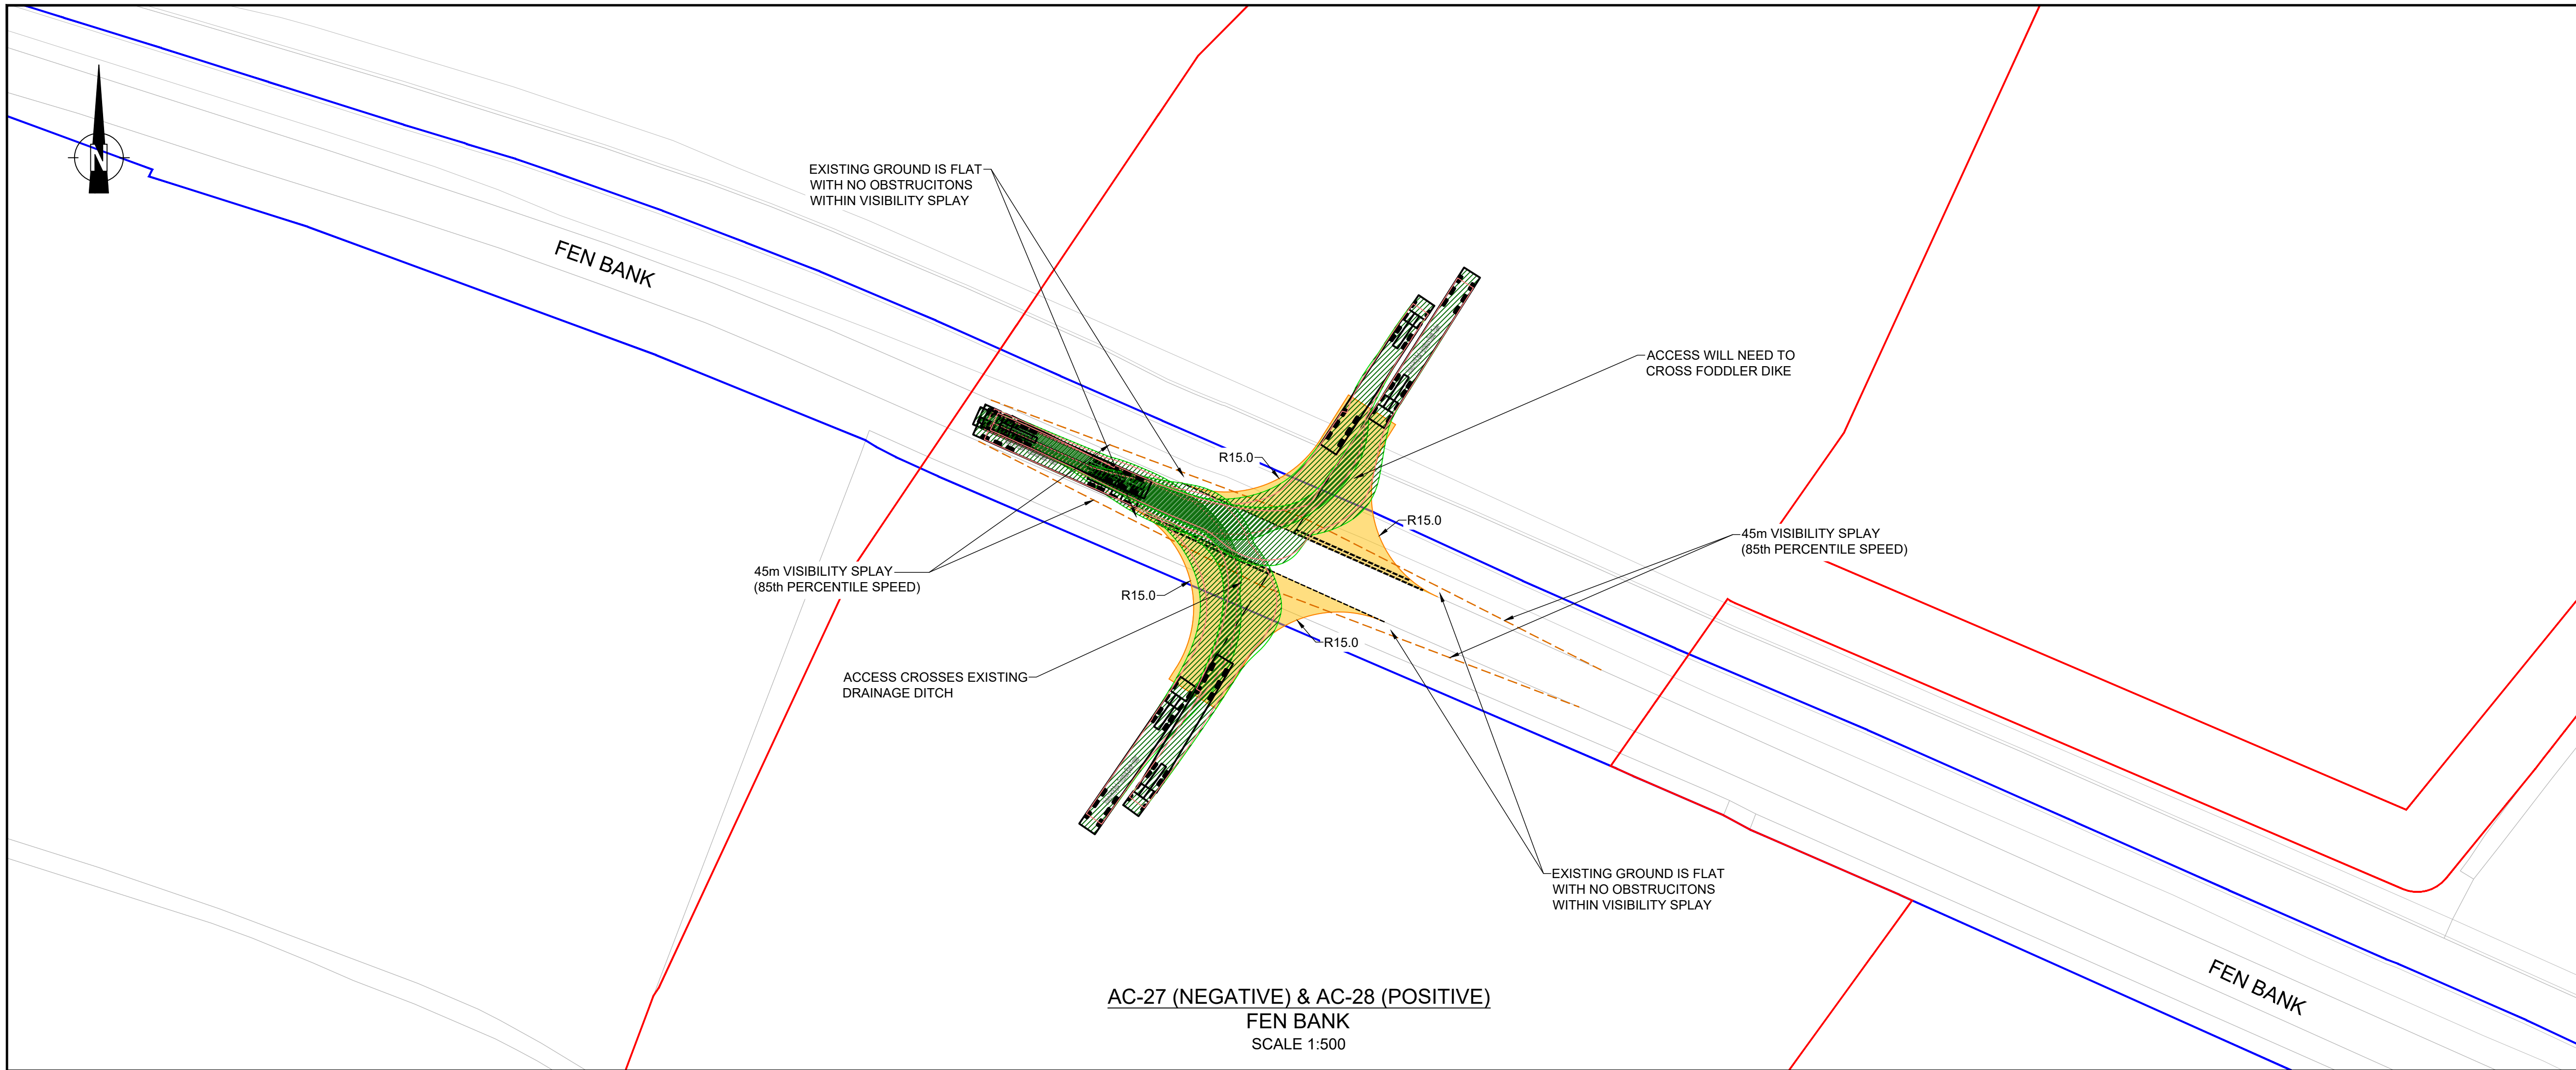 N
EXISTING GROUND IS FLAT
WITH NO OBSTRUCITONS
WITHIN VISIBILITY SPLAY
FEN BANK
ACCESS WILL NEED TO
CROSS FODDLER DIKE
R15.0
R15.0
45m VISIBILITY SPLAY
(85th PERCENTILE SPEED)
45m VISIBILITY SPLAY
(85th PERCENTILE SPEED)
R15.0
R15.0
ACCESS CROSSES EXISTING
DRAINAGE DITCH
EXISTING GROUND IS FLAT
WITH NO OBSTRUCITONS
WITHIN VISIBILITY SPLAY
FEN BANK
AC-27 (NEGATIVE) & AC-28 (POSITIVE)
FEN BANK
SCALE 1:500